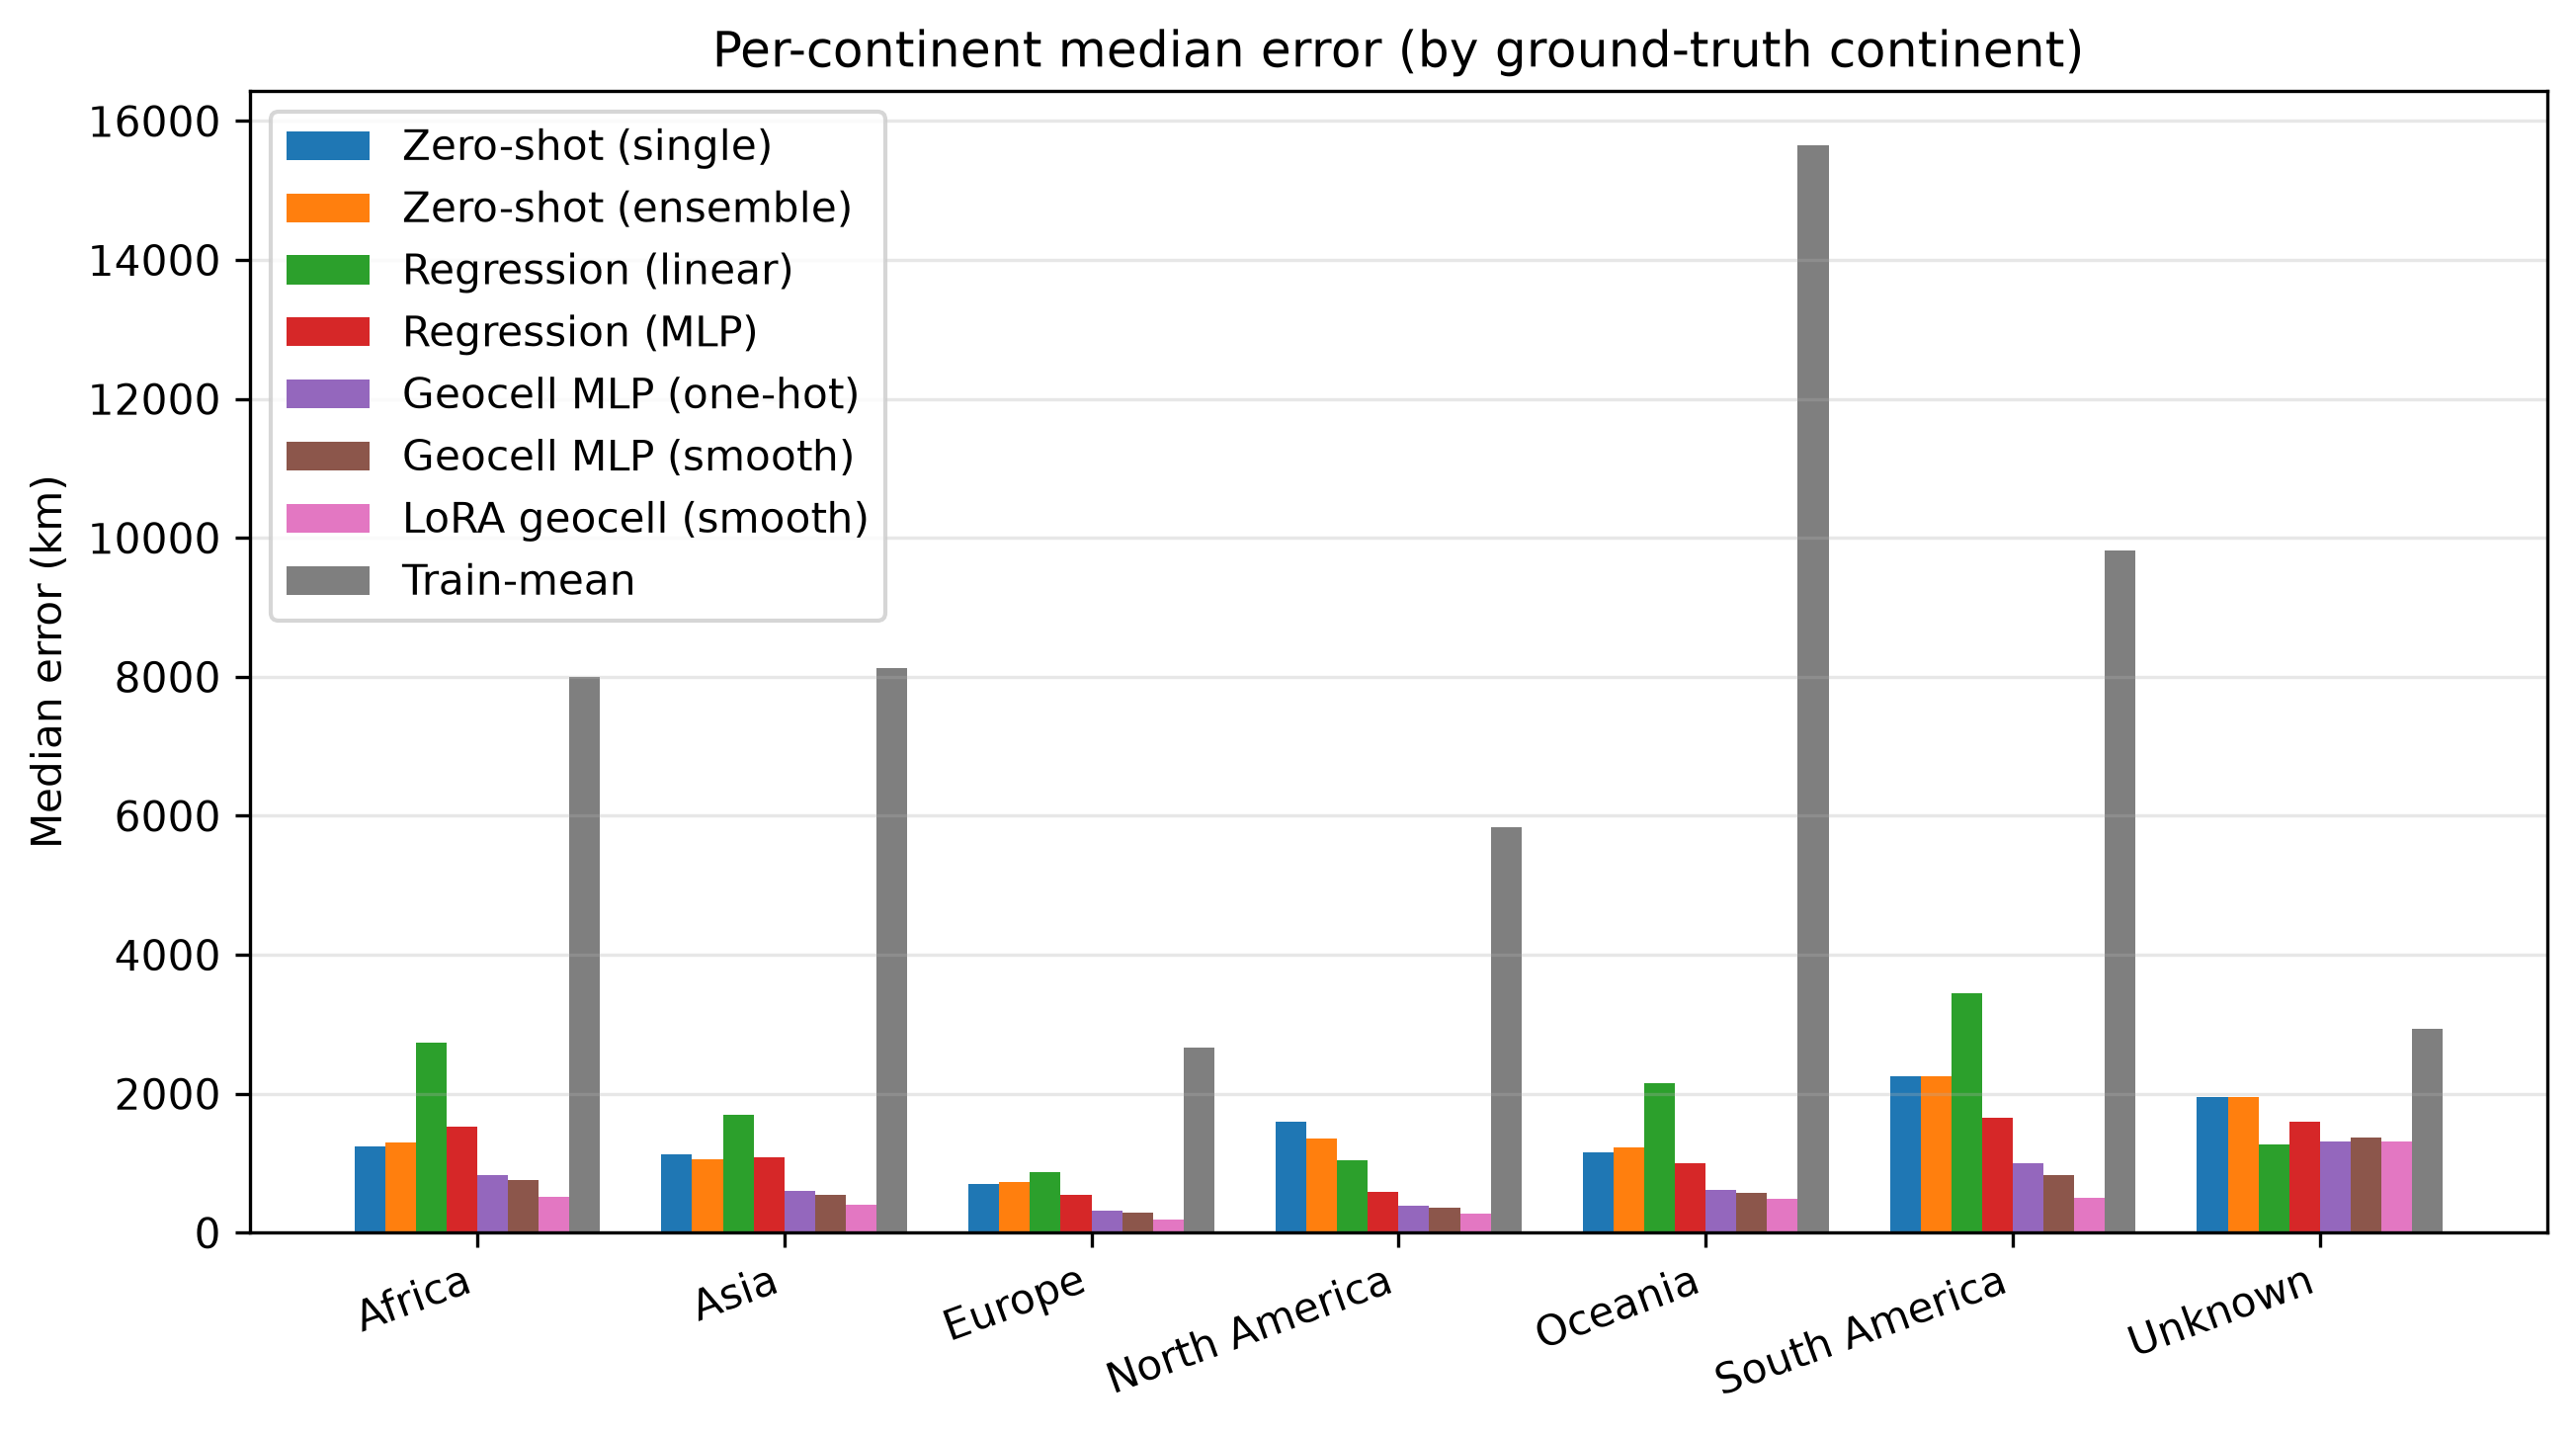 Per-continent median error (by ground-truth continent)
Median error (km)
16000
14000
12000
10000
8000
6000
4000
2000
0
Zero-shot (single)
Zero-shot (ensemble)
Regression (linear)
Regression (MLP)
Geocell MLP (one-hot)
Geocell MLP (smooth)
LoRA geocell (smooth)
Train-mean
Africa
Asia
Europe
North America
Oceania
South America
Unknown